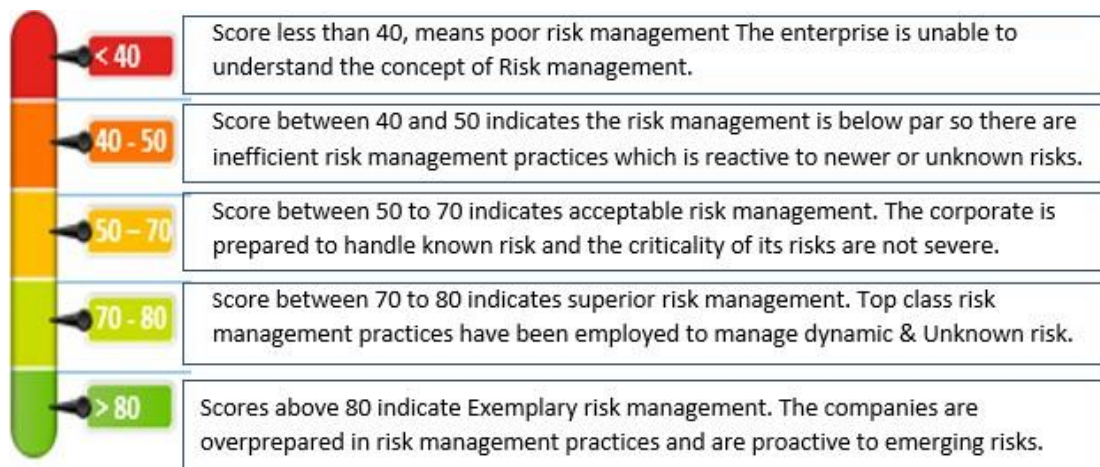 < 40
Score less than 40, means poor risk management The enterprise is unable to
understand the concept of Risk management.
40 - 50
Score between 40 and 50 indicates the risk management is below par so there are
inefficient risk management practices which is reactive to newer or unknown risks.
50 – 70
Score between 50 to 70 indicates acceptable risk management. The corporate is
prepared to handle known risk and the criticality of its risks are not severe.
70 - 80
Score between 70 to 80 indicates superior risk management. Top class risk
management practices have been employed to manage dynamic & Unknown risk.
> 80
Scores above 80 indicate Exemplary risk management. The companies are
overprepared in risk management practices and are proactive to emerging risks.